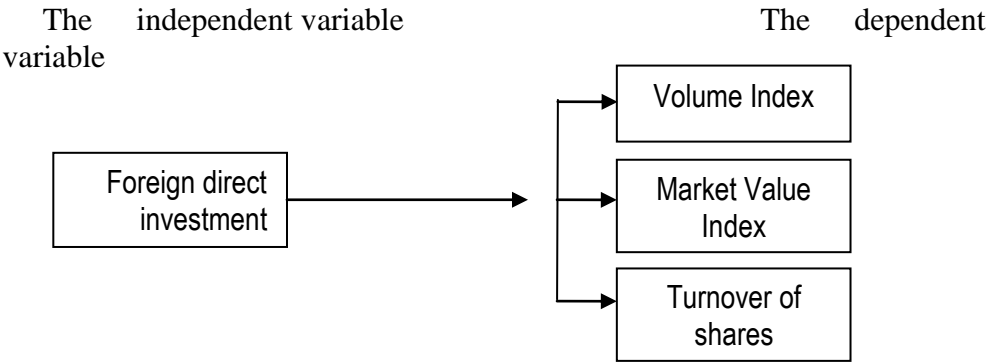 The independent variable The dependent
variable
Volume Index
Foreign direct
investment
Market Value
Index
Turnover of
shares